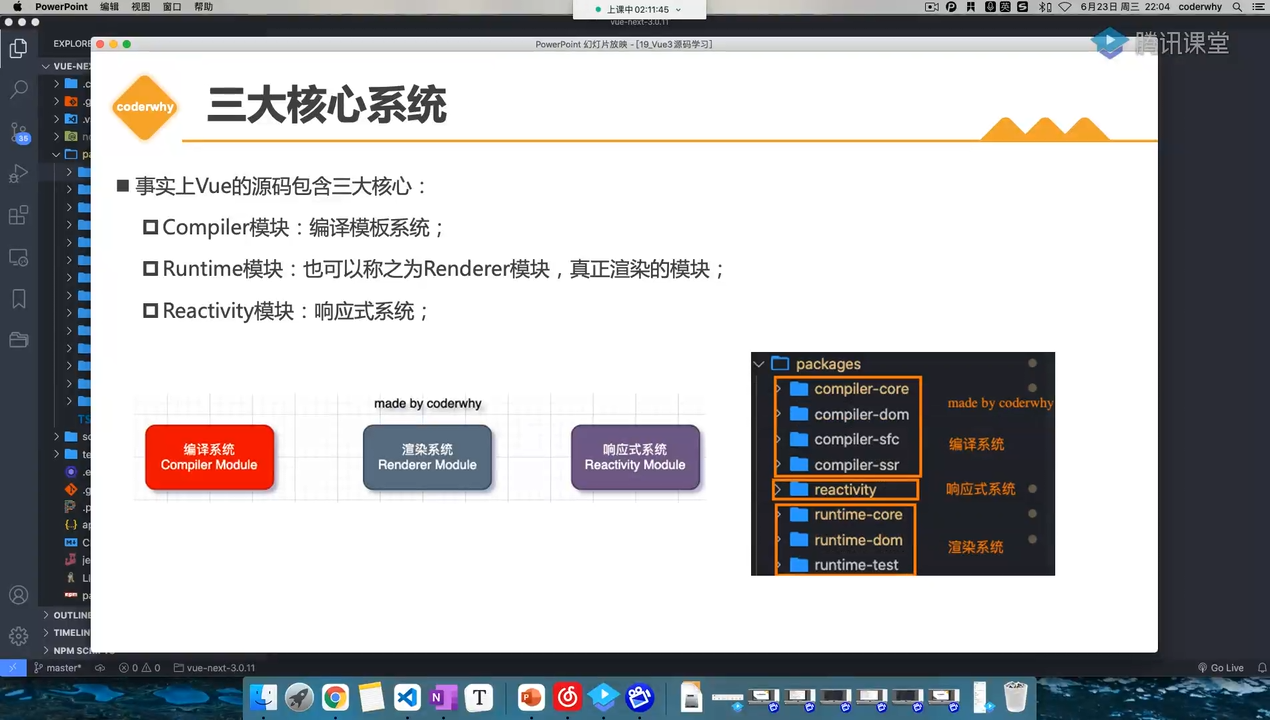 PowerPoint 编辑 视图 窗口 帮助
上课中 02:11:45
英
6月23日 周三 22:04 coderwhy
vue-next-3.0.11
EXPLORE
PowerPoint 幻灯片放映 - [19_Vue3源码学习]
腾讯课堂
VUE-NEX
coderwhy
三大核心系统
35
事实上Vue的源码包含三大核心：
Compiler模块：编译模板系统；
Runtime模块：也可以称之为Renderer模块，真正渲染的模块；
Reactivity模块：响应式系统；
made by coderwhy
编译系统
Compiler Module
渲染系统
Renderer Module
响应式系统
Reactivity Module
packages
compiler-core
made by coderwhy
compiler-dom
compiler-sfc
编译系统
compiler-ssr
reactivity
响应式系统
runtime-core
runtime-dom
渲染系统
runtime-test
OUTLINE
TIMELIN
NPM SC
master*
0
0
vue-next-3.0.11
Go Live